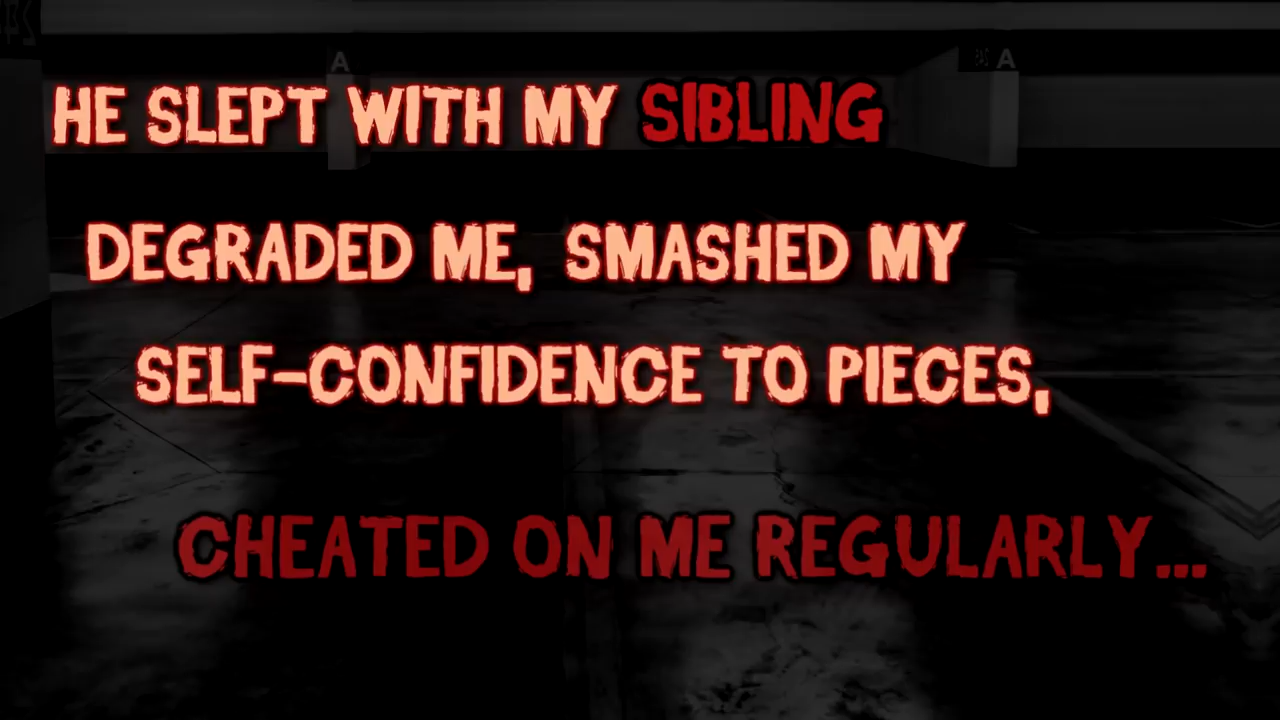 A
A
HE SLEPT WITH MY SIBLING
DEGRADED ME, SMASHED MY
SELF-CONFIDENCE TO PIECES,
CHEATED ON ME REGULARLY...